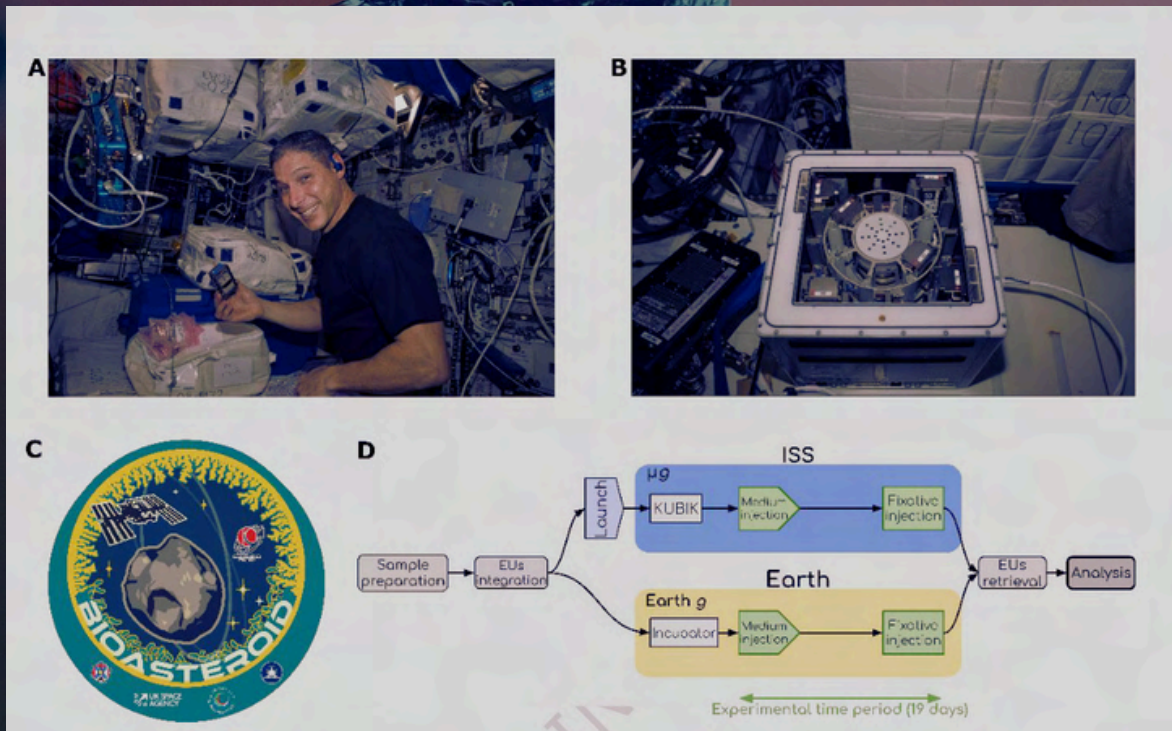 A
B
MO
C
BIOASTEROID
UK SPACE
AGENCY
D
ISS
µg
Launch
KUBIK
Medium
injection
Fixative
injection
Sample
preparation
EUs
integration
Earth
EUs
retrieval
Analysis
Earth g
Incubator
Medium
injection
Fixative
injection
Experimental time period (19 days)